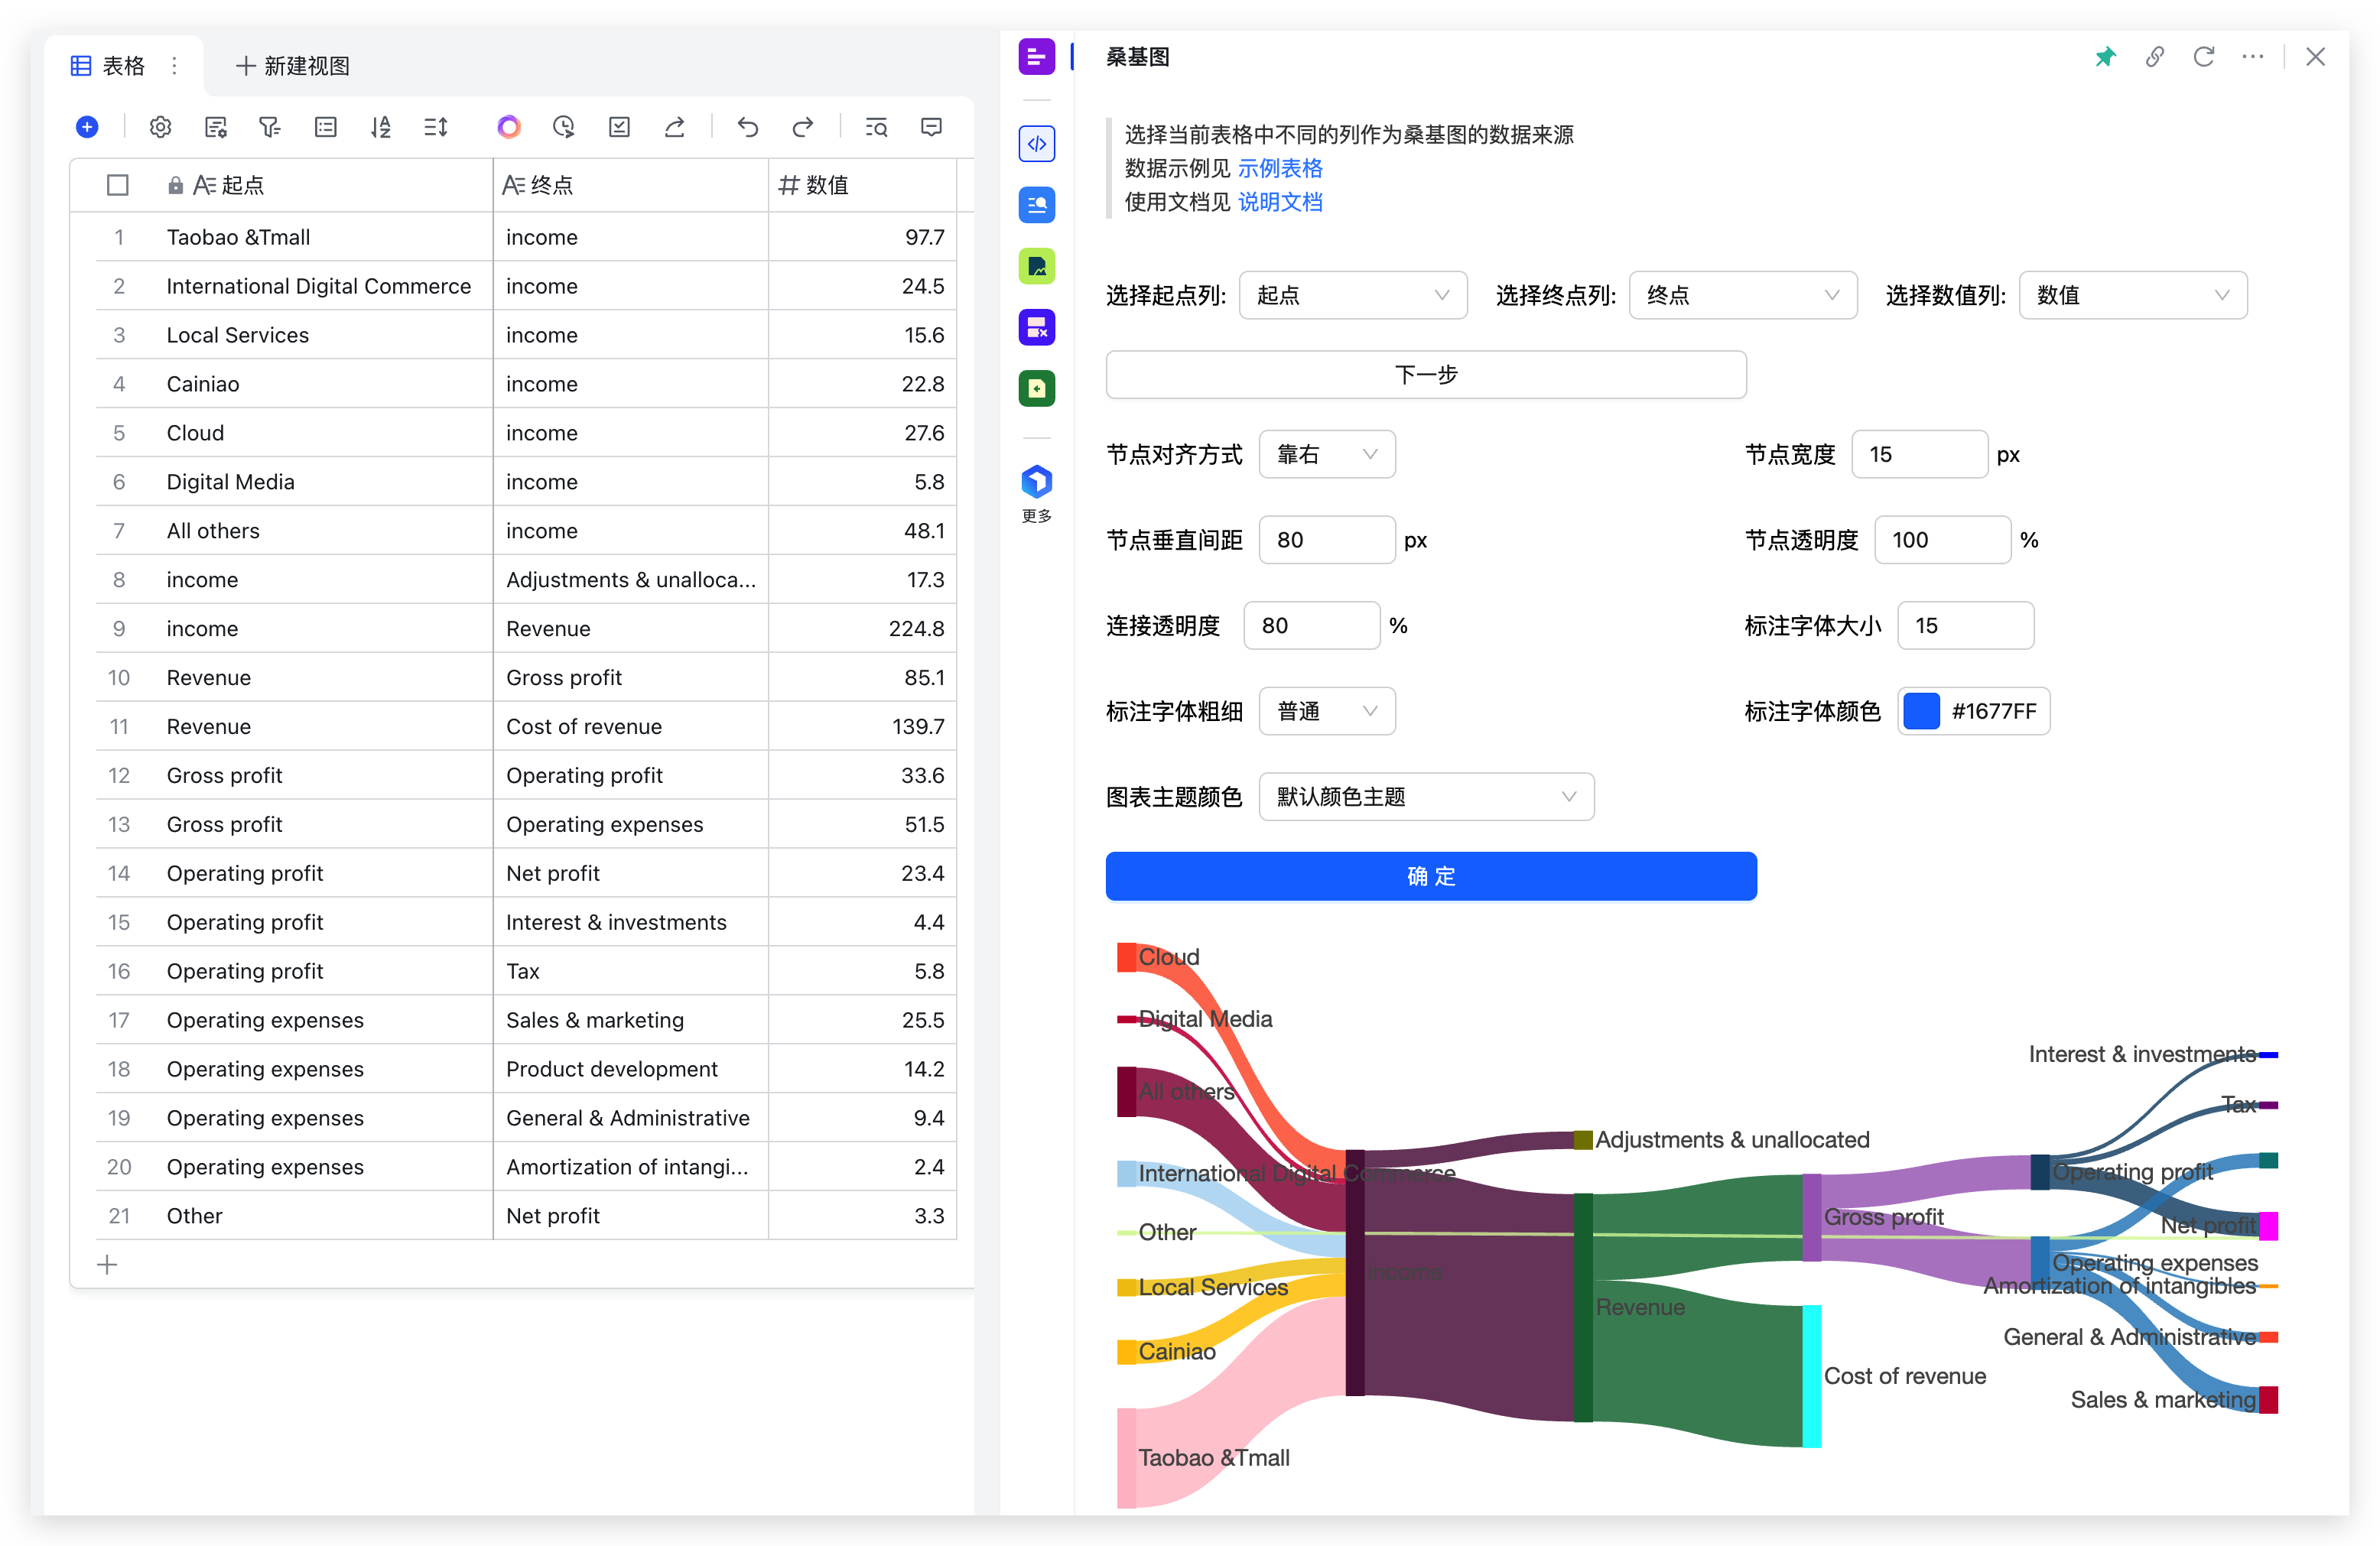 表格
新建视图
起点 终点 数值
1 Taobao &Tmall income 97.7
2 International Digital Commerce income 24.5
3 Local Services income 15.6
4 Cainiao income 22.8
5 Cloud income 27.6
6 Digital Media income 5.8
7 All others income 48.1
8 income Adjustments & unalloca... 17.3
9 income Revenue 224.8
10 Revenue Gross profit 85.1
11 Revenue Cost of revenue 139.7
12 Gross profit Operating profit 33.6
13 Gross profit Operating expenses 51.5
14 Operating profit Net profit 23.4
15 Operating profit Interest & investments 4.4
16 Operating profit Tax 5.8
17 Operating expenses Sales & marketing 25.5
18 Operating expenses Product development 14.2
19 Operating expenses General & Administrative 9.4
20 Operating expenses Amortization of intangi... 2.4
21 Other Net profit 3.3
更多
桑基图
选择当前表格中不同的列作为桑基图的数据来源
数据示例见 示例表格
使用文档见 说明文档
选择起点列: 起点 选择终点列: 终点 选择数值列: 数值
下一步
节点对齐方式 靠右 节点宽度 15 px
节点垂直间距 80 px 节点透明度 100 %
连接透明度 80 % 标注字体大小 15
标注字体粗细 普通 标注字体颜色 #1677FF
图表主题颜色 默认颜色主题
确 定
Cloud
Digital Media
All others
International Digital Commerce
Other
Local Services
Cainiao
Taobao &Tmall
income
Adjustments & unallocated
Revenue
Gross profit
Cost of revenue
Operating profit
Operating expenses
Interest & investments
Tax
Net profit
Amortization of intangibles
General & Administrative
Sales & marketing